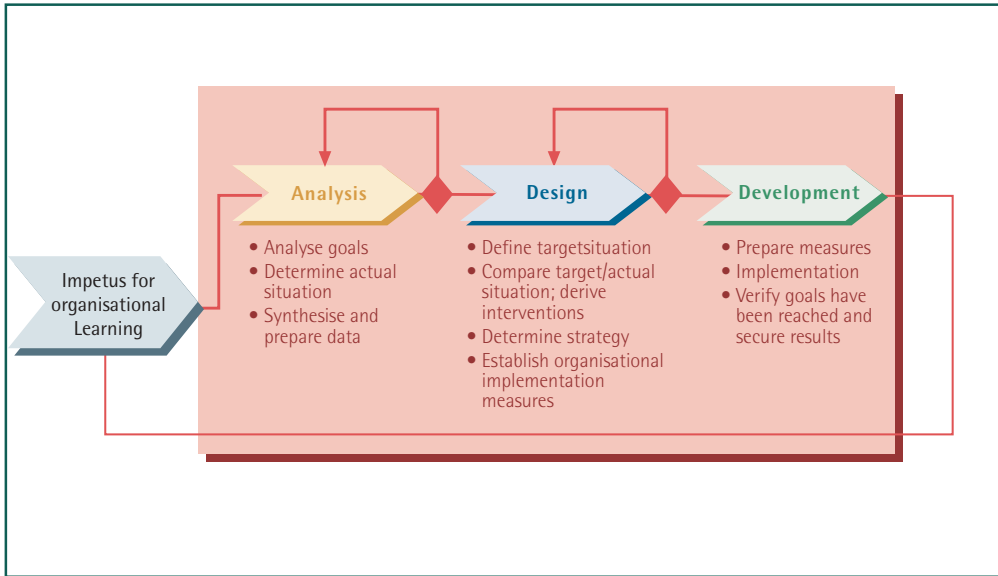 Impetus for
organisational
Learning
Analysis
• Analyse goals
• Determine actual
situation
• Synthesise and
prepare data
Design
• Define targetsituation
• Compare target/actual
situation; derive
interventions
• Determine strategy
• Establish organisational
implementation
measures
Development
• Prepare measures
• Implementation
• Verify goals have
been reached and
secure results